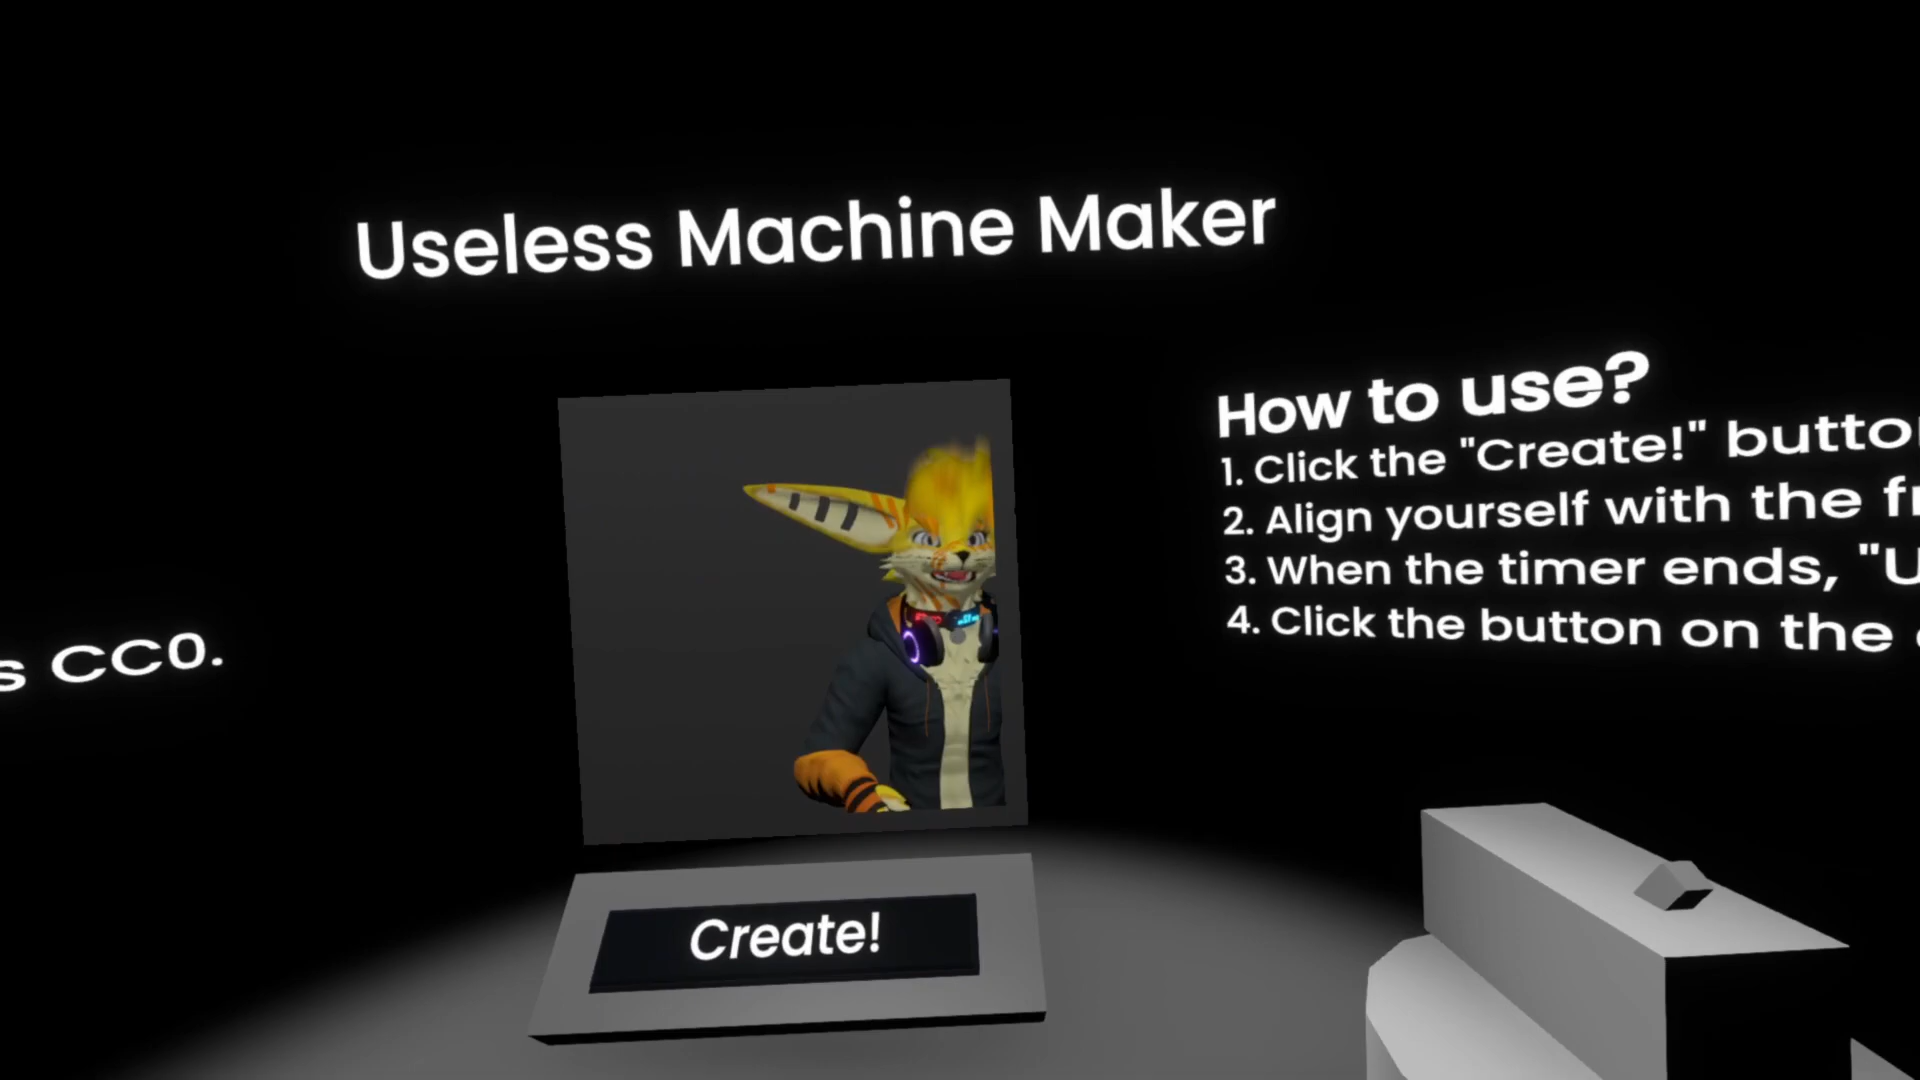 Useless Machine Maker
How to use?
1. Click the "Create!"
2. Align yourself with the
3. When the timer ends,
4. Click the button on the
CC0.
Create!